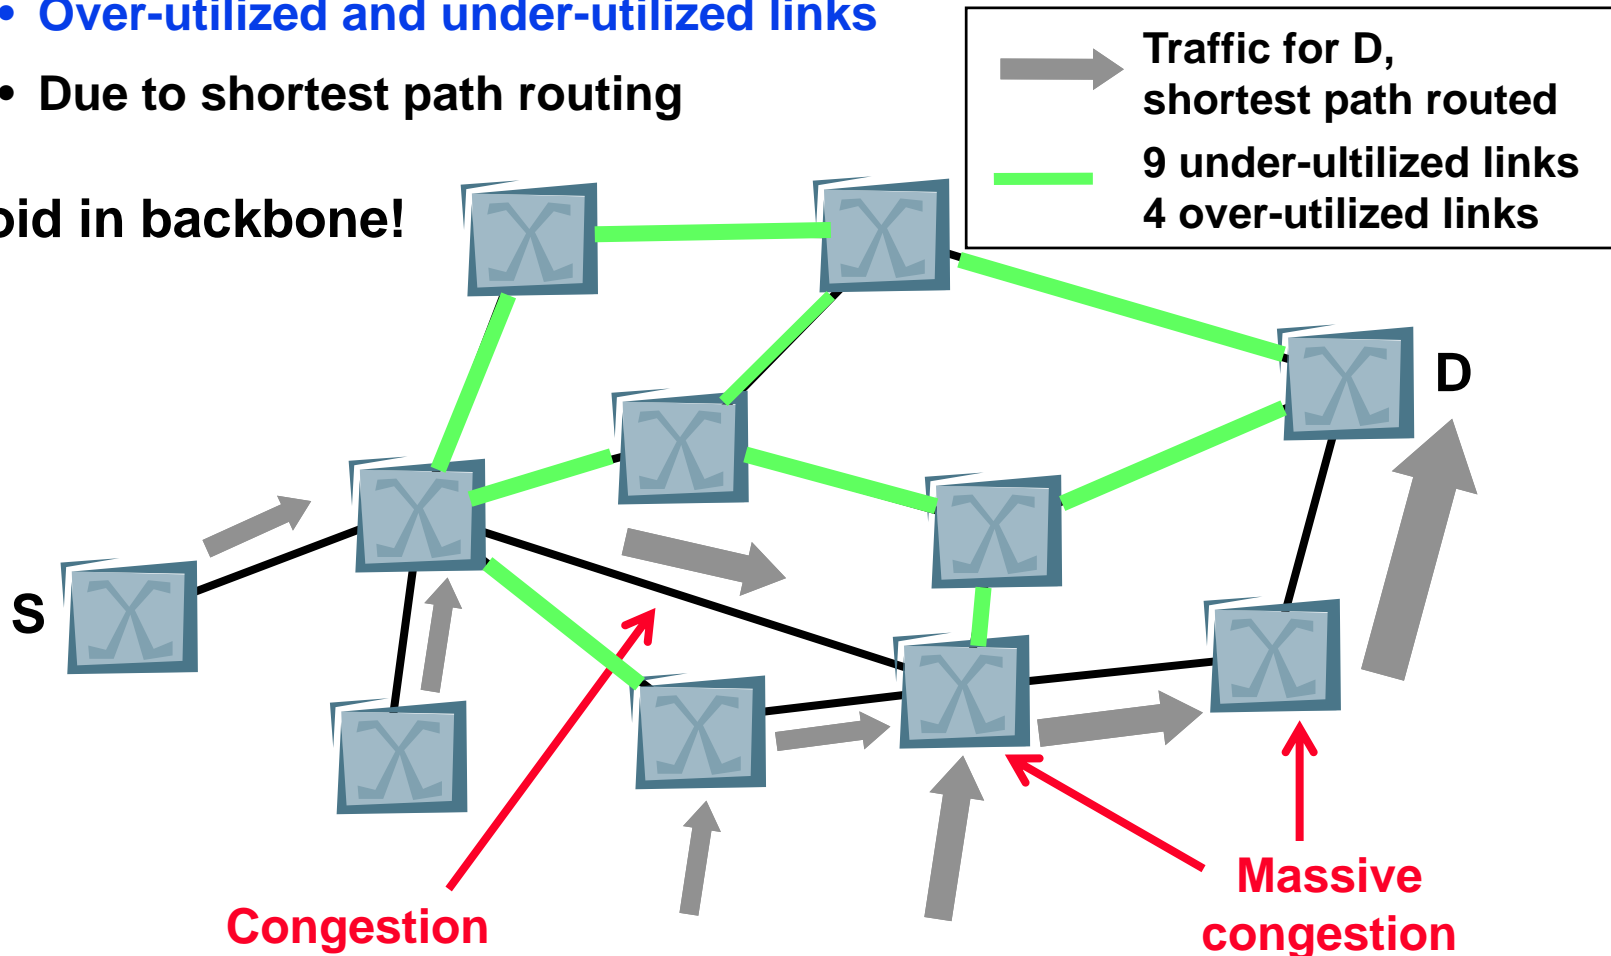 • Over-utilized and under-utilized links
• Due to shortest path routing
oid in backbone!
Traffic for D,
shortest path routed
9 under-ultilized links
4 over-utilized links
D
S
Congestion
Massive
congestion